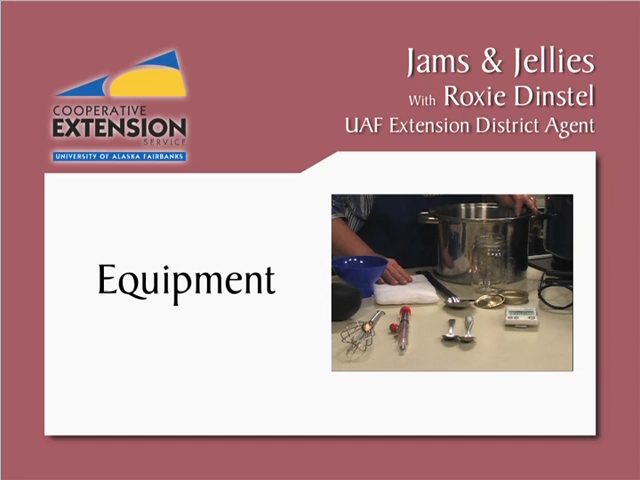 Jams & Jellies
With Roxie Dinstel
UAF Extension District Agent
COOPERATIVE
EXTENSION
SERVICE
UNIVERSITY OF ALASKA FAIRBANKS
Equipment